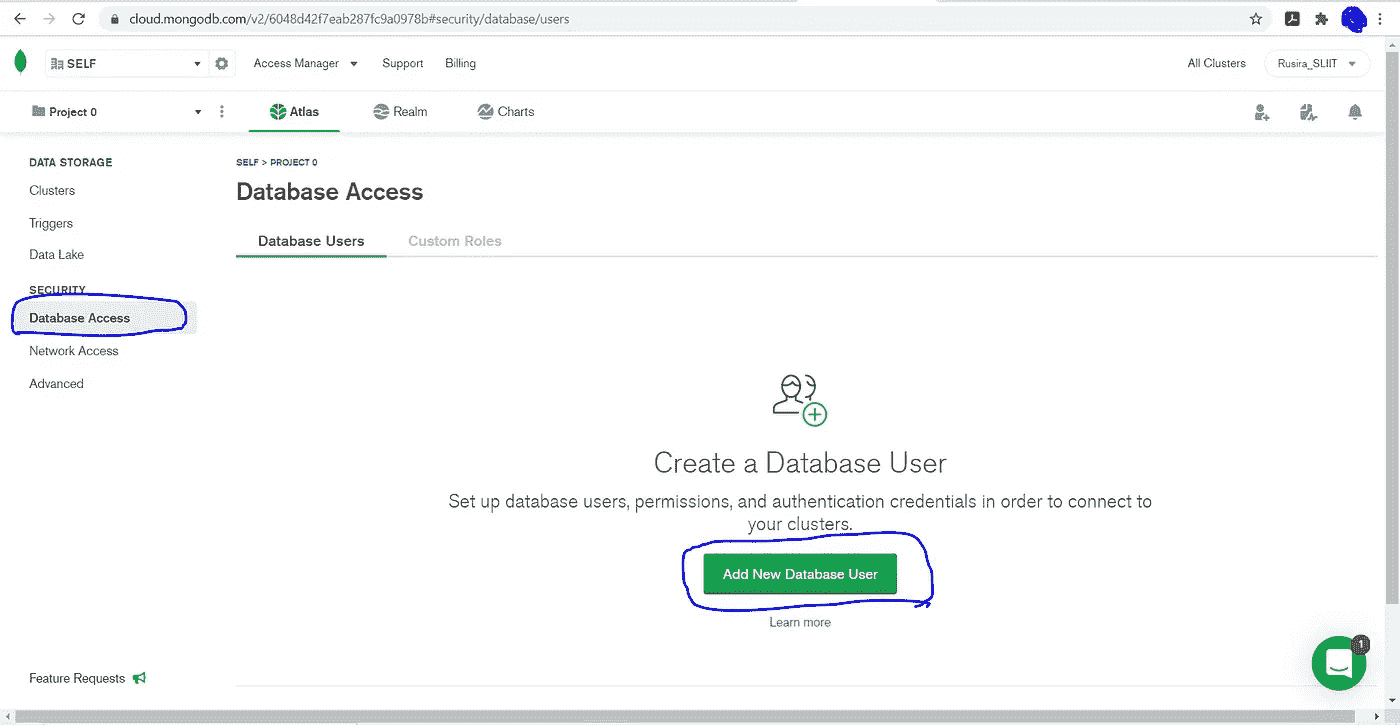 cloud.mongodb.com/v2/6048d42f7eab287fc9a0978b#security/database/users
SELF
Access Manager
Support
Billing
All Clusters
Rusira_SLIIT
Project 0
Atlas
Realm
Charts
DATA STORAGE
Clusters
Triggers
Data Lake
SECURITY
Database Access
Network Access
Advanced
Feature Requests
SELF > PROJECT 0
Database Access
Database Users
Custom Roles
Create a Database User
Set up database users, permissions, and authentication credentials in order to connect to
your clusters.
Add New Database User
Learn more
1